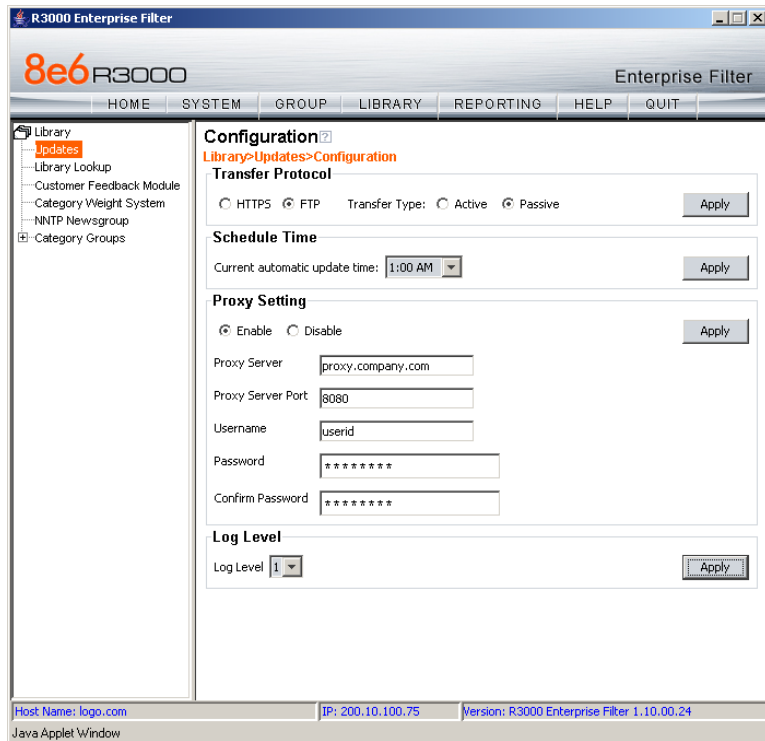 R3000 Enterprise Filter
8e6 R3000
Enterprise Filter
HOME SYSTEM GROUP LIBRARY REPORTING HELP QUIT
Library
Updates
Library Lookup
Customer Feedback Module
Category Weight System
NNTP Newsgroup
Category Groups
Configuration ?
Library>Updates>Configuration
Transfer Protocol
HTTPS FTP Transfer Type: Active Passive Apply
Schedule Time
Current automatic update time: 1:00 AM Apply
Proxy Setting
Enable Disable Apply
Proxy Server proxy.company.com
Proxy Server Port 8080
Username userid
Password ********
Confirm Password ********
Log Level
Log Level 1 Apply
Host Name: logo.com IP: 200.10.100.75 Version: R3000 Enterprise Filter 1.10.00.24
Java Applet Window